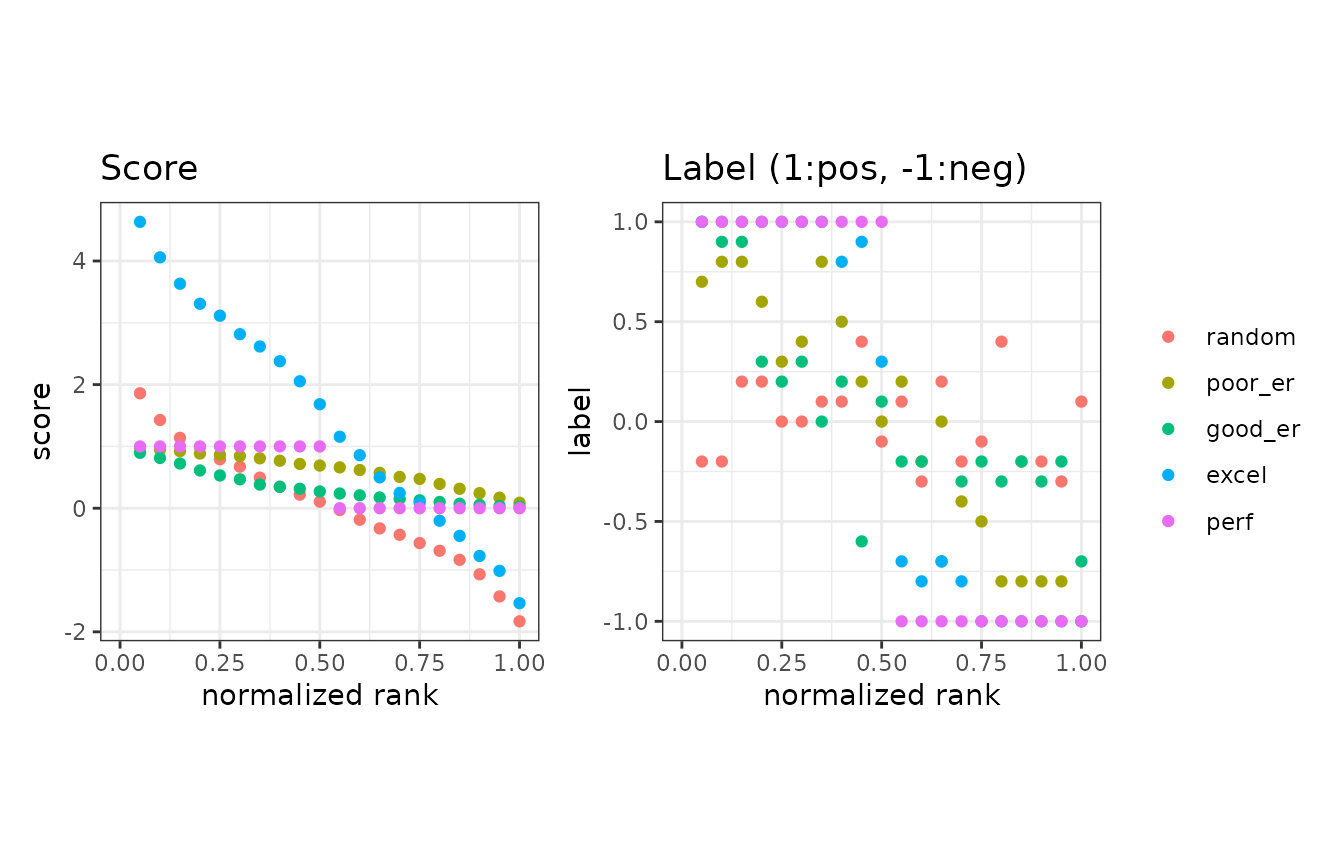 Score
score
4
2
0
-2
0.00 0.25 0.50 0.75 1.00
normalized rank
Label (1:pos, -1:neg)
label
1.0
0.5
0.0
-0.5
-1.0
0.00 0.25 0.50 0.75 1.00
normalized rank
random
poor_er
good_er
excel
perf